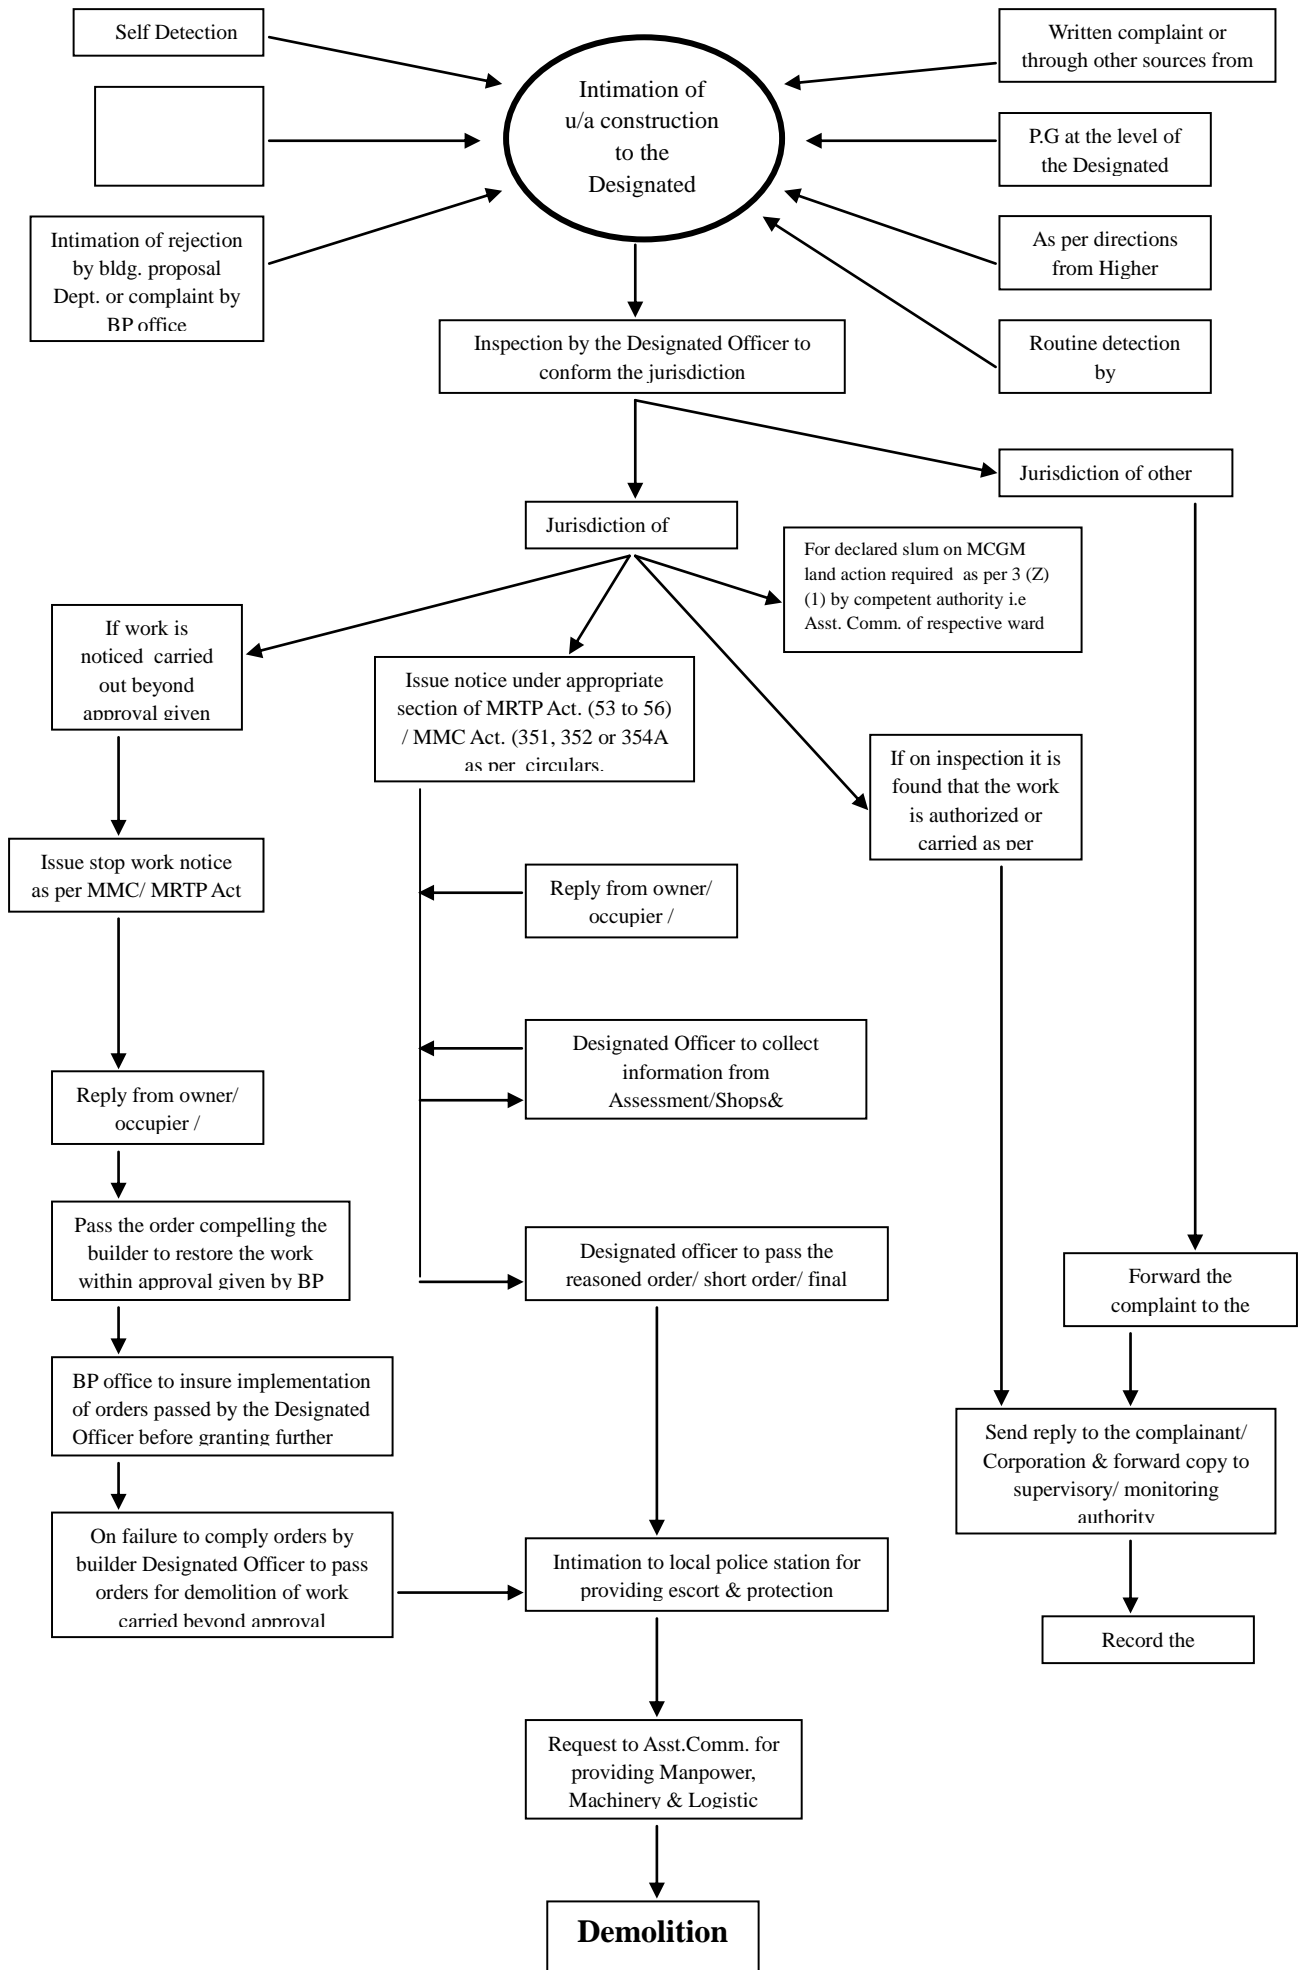 Self Detection
Written complaint or
through other sources from
Intimation of
u/a construction
to the
Designated
P.G at the level of
the Designated
Intimation of rejection
by bldg. proposal
Dept. or complaint by
BP office
As per directions
from Higher
Inspection by the Designated Officer to
conform the jurisdiction
Routine detection
by
Jurisdiction of other
Jurisdiction of
For declared slum on MCGM
land action required as per 3 (Z)
(1) by competent authority i.e
Asst. Comm. of respective ward
If work is
noticed carried
out beyond
approval given
Issue notice under appropriate
section of MRTP Act. (53 to 56)
/ MMC Act. (351, 352 or 354A
as per circulars.
If on inspection it is
found that the work
is authorized or
carried as per
Issue stop work notice
as per MMC/ MRTP Act
Reply from owner/
occupier /
Designated Officer to collect
information from
Assessment/Shops&
Reply from owner/
occupier /
Pass the order compelling the
builder to restore the work
within approval given by BP
Designated officer to pass the
reasoned order/ short order/ final
Forward the
complaint to the
BP office to insure implementation
of orders passed by the Designated
Officer before granting further
Send reply to the complainant/
Corporation & forward copy to
supervisory/ monitoring
authority
On failure to comply orders by
builder Designated Officer to pass
orders for demolition of work
carried beyond approval
Intimation to local police station for
providing escort & protection
Record the
Request to Asst.Comm. for
providing Manpower,
Machinery & Logistic
Demolition